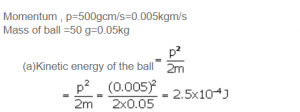 Momentum , p=500gcm/s=0.005kgm/s
Mass of ball =50 g=0.05kg
(a)Kinetic energy of the ball = p²/2m
= p²/2m = (0.005)²/2x0.05 = 2.5x10⁻⁴J